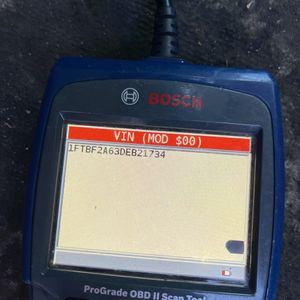 BOSCH
VIN (MOD $00)
1FTBF2A63DEB21734
ProGrade OBD II Scan Tool